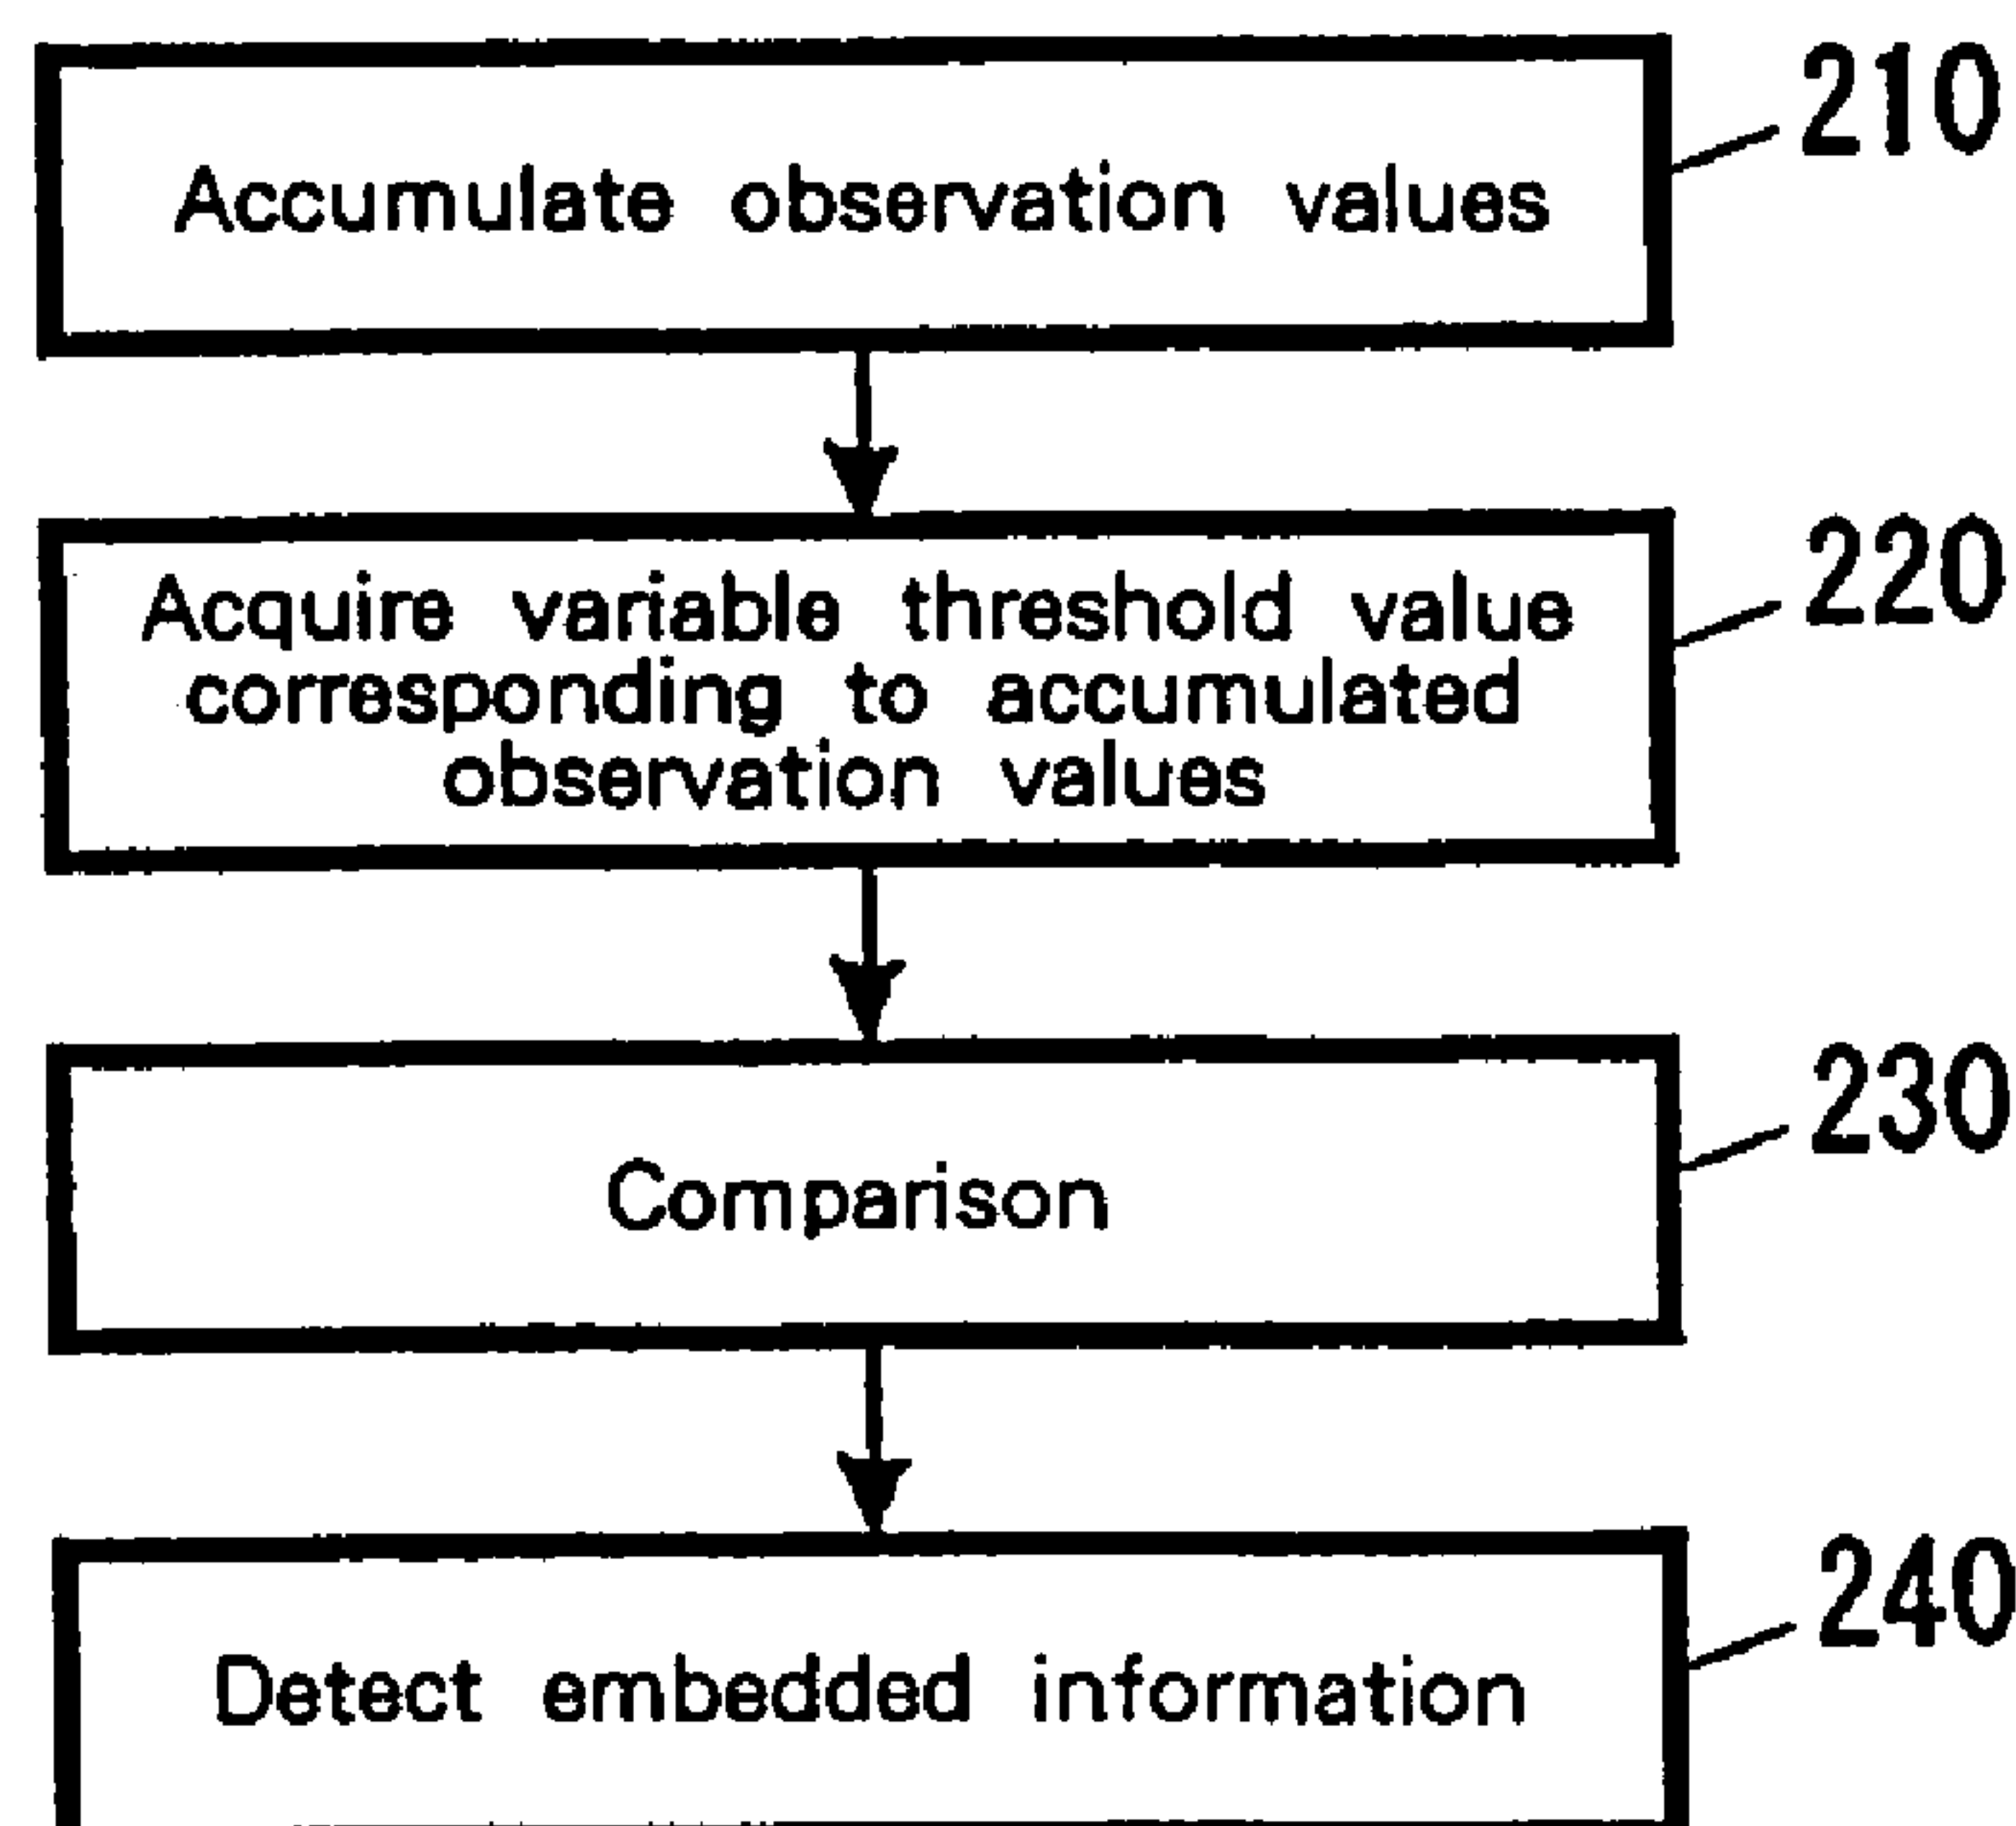 210
Accumulate observation values
220
Acquire variable threshold value
corresponding to accumulated
observation values
230
Comparison
240
Detect embedded information